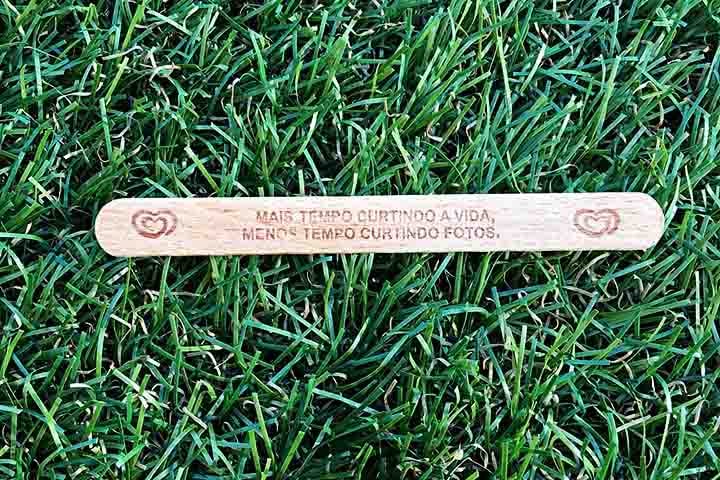 MAIS TEMPO CURTINDO A VIDA,
MENOS TEMPO CURTINDO FOTOS.